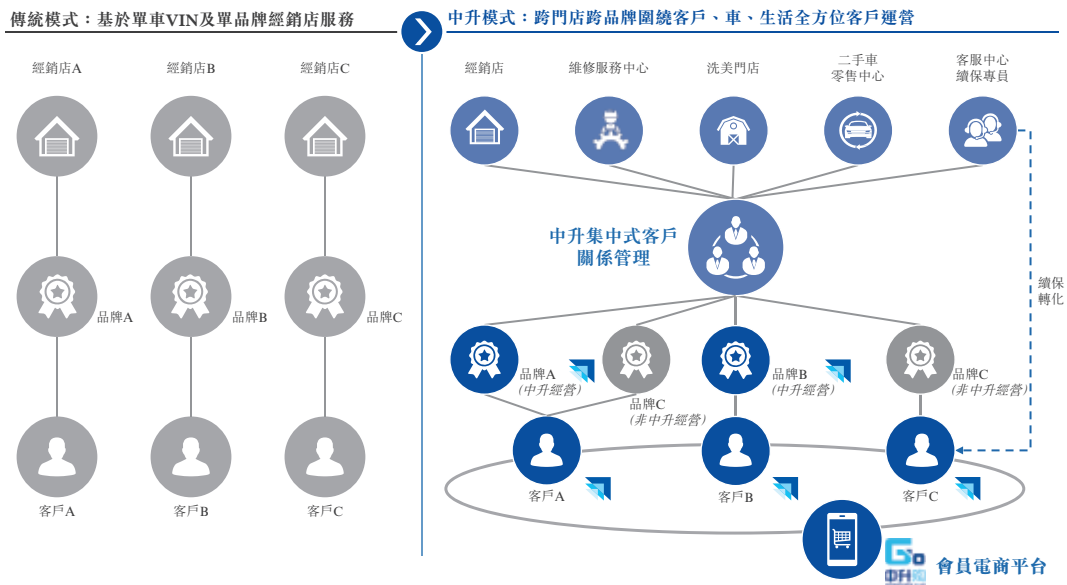 傳統模式：基於單車VIN及單品牌經銷店服務
經銷店A
經銷店B
經銷店C
品牌A
品牌B
品牌C
客戶A
客戶B
客戶C
中升模式：跨門店跨品牌圍繞客戶、車、生活全方位客戶運營
經銷店
維修服務中心
洗美門店
二手車
零售中心
客服中心
續保專員
中升集中式客戶
關係管理
續保
轉化
品牌A
(中升經營)
品牌C
(非中升經營)
品牌B
(中升經營)
品牌C
(非中升經營)
客戶A
客戶B
客戶C
Go
中升
會員電商平台